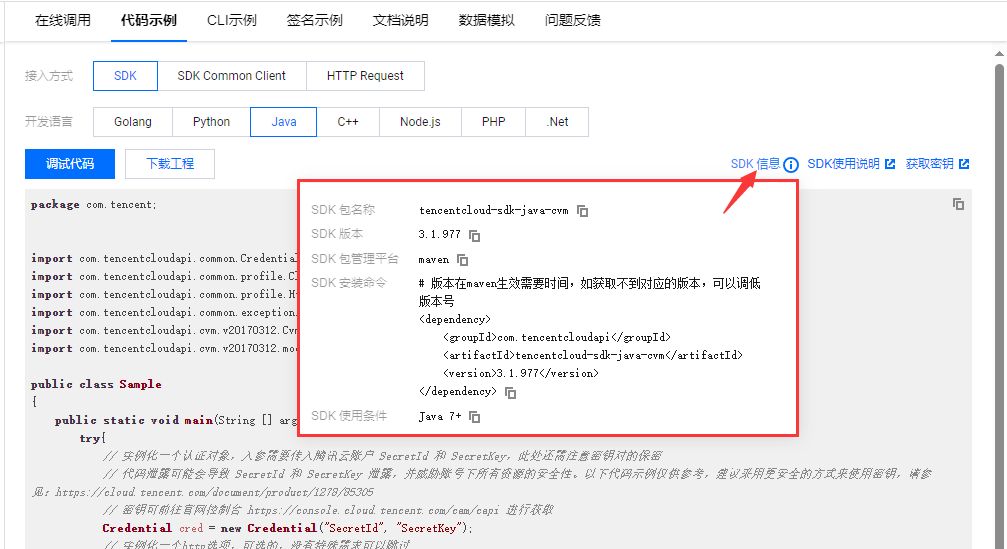 在线调用 代码示例 CLI示例 签名示例 文档说明 数据模拟 问题反馈
接入方式 SDK SDK Common Client HTTP Request
开发语言 Golang Python Java C++ Node.js PHP .Net
调试代码 下载工程 SDK 信息 SDK使用说明 获取密钥
package com.tencent;
SDK 包名称 tencentcloud-sdk-java-cvm
SDK 版本 3.1.977
SDK 包管理平台 maven
SDK 安装命令 # 版本在maven生效需要时间，如获取不到对应的版本，可以调低
版本号
<dependency>
<groupId>com.tencentcloudapi</groupId>
<artifactId>tencentcloud-sdk-java-cvm</artifactId>
<version>3.1.977</version>
</dependency>
SDK 使用条件 Java 7+
import com.tencentcloudapi.common.Credential
import com.tencentcloudapi.common.profile.Cl
import com.tencentcloudapi.common.profile.Ht
import com.tencentcloudapi.common.exception.
import com.tencentcloudapi.cvm.v20170312.Cvm
import com.tencentcloudapi.cvm.v20170312.mod
public class Sample
{
public static void main(String [] arg
try{
// 实例化一个认证对象，入参需要传入腾讯云账户 SecretId 和 SecretKey，此处还需注意密钥对的保密
// 代码泄露可能会导致 SecretId 和 SecretKey 泄露，并威胁账号下所有资源的安全性。以下代码示例仅供参考，建议采用更安全的方式来使用密钥，请参
见：https://cloud.tencent.com/document/product/1278/85305
// 密钥可前往官网控制台 https://console.cloud.tencent.com/cam/capi 进行获取
Credential cred = new Credential("SecretId", "SecretKey");
// 实例化一个http选项，可选的，没有特殊需求可以跳过